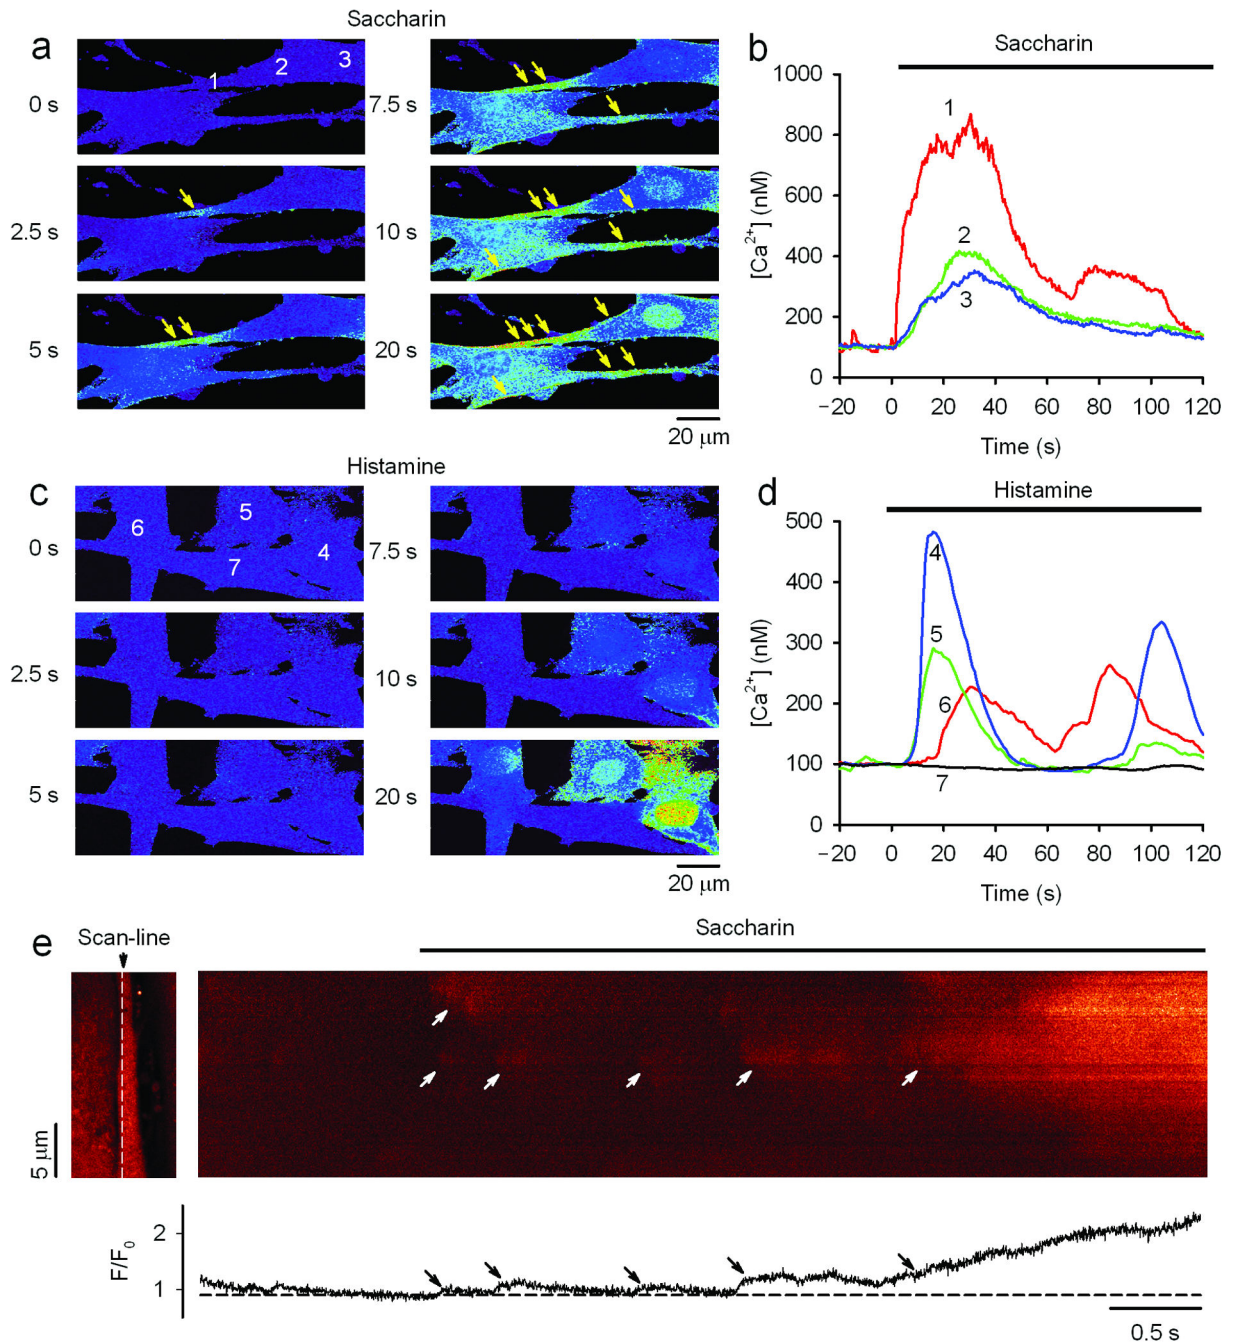 a
Saccharin
0 s
1
2
3
7.5 s
2.5 s
10 s
5 s
20 s
20 μm
b
Saccharin
1000
800
600
400
200
0
[Ca²⁺] (nM)
1
2
3
−20 0 20 40 60 80 100 120
Time (s)
c
Histamine
0 s
6
5
7
4
7.5 s
2.5 s
10 s
5 s
20 s
20 μm
d
Histamine
500
400
300
200
100
0
[Ca²⁺] (nM)
4
5
6
7
−20 0 20 40 60 80 100 120
Time (s)
e
Scan-line
Saccharin
5 μm
F/F₀
2
1
0.5 s